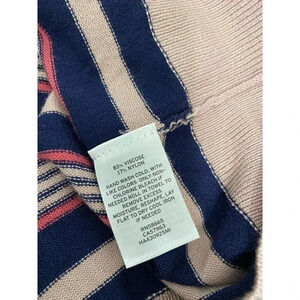 83% VISCOSE
17% NYLON
HAND WASH COLD, WITH
LIKE COLORS, ONLY NON-
CHLORINE BLEACH IF
NEEDED ROLL IN TOWEL TO
REMOVE EXCESS
MOISTURE, RESHAPE, LAY
FLAT TO DRY COOL IRON
IF NEEDED
CA07963